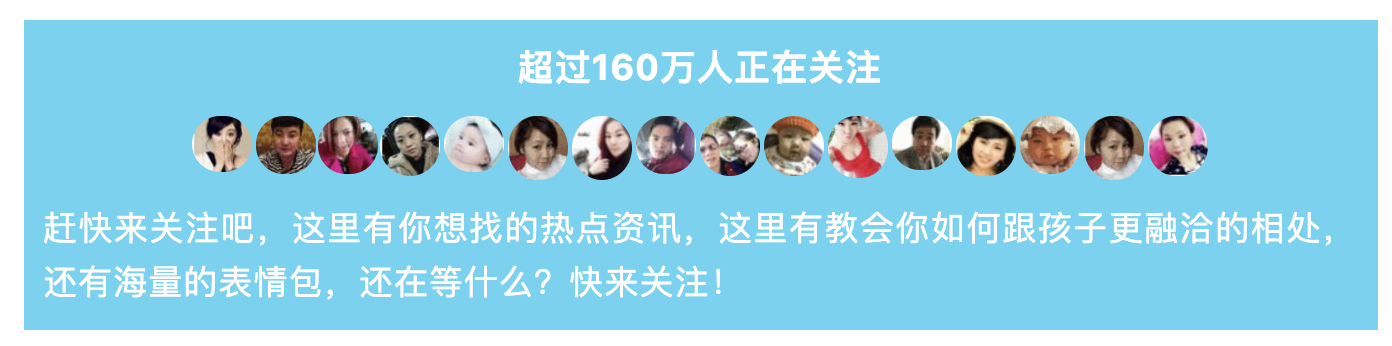 超过160万人正在关注
赶快来关注吧，这里有你想找的热点资讯，这里有教会你如何跟孩子更融洽的相处，
还有海量的表情包，还在等什么？快来关注！